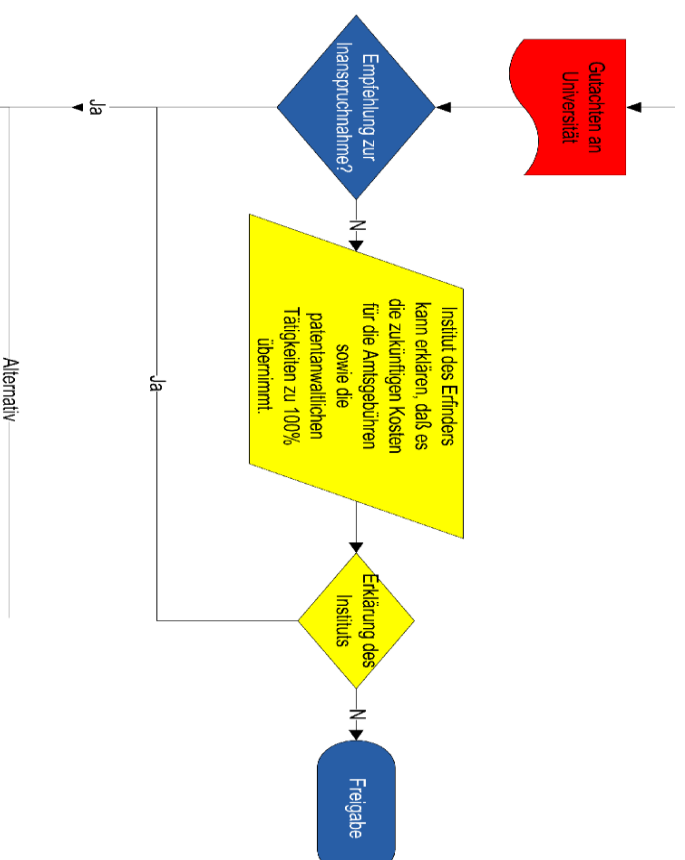 Gutachten an
Universität
Empfehlung zur
Inanspruchnahme?
N
Institut des Erfinders
kann erklären, daß es
die zukünftigen Kosten
für die Amtsgebühren
sowie die
patentanwaltlichen
Tätigkeiten zu 100%
übernimmt.
Erklärung des
Instituts
N
Freigabe
Ja
Ja
Alternativ